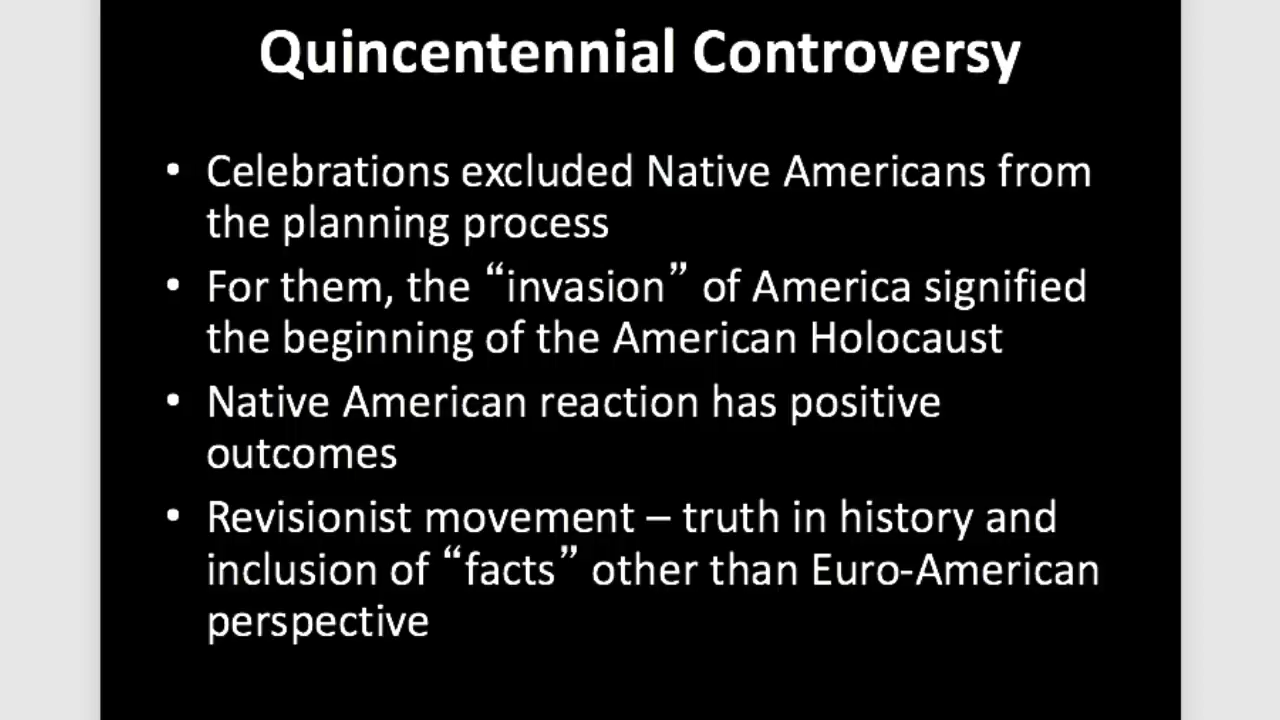 Quincentennial Controversy
• Celebrations excluded Native Americans from
the planning process
• For them, the “invasion” of America signified
the beginning of the American Holocaust
• Native American reaction has positive
outcomes
• Revisionist movement – truth in history and
inclusion of “facts” other than Euro-American
perspective